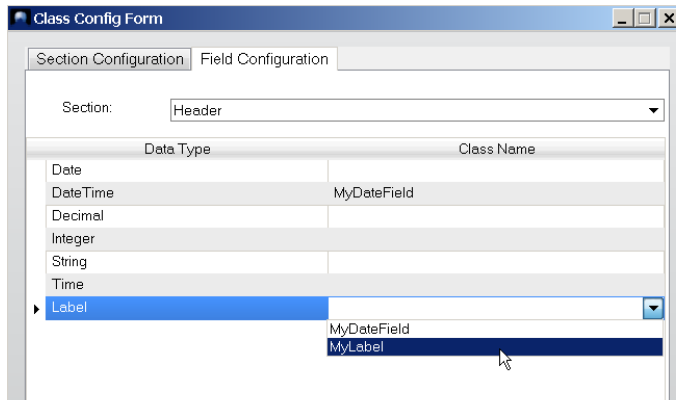 Class Config Form
Section Configuration Field Configuration
Section: Header
Data Type Class Name
Date
DateTime MyDateField
Decimal
Integer
String
Time
Label
MyDateField
MyLabel